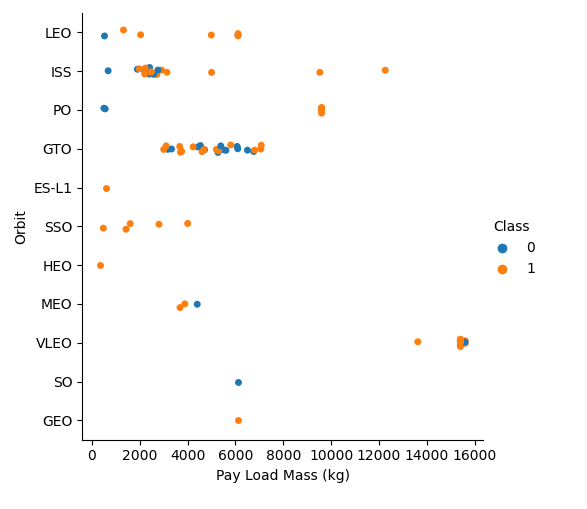 LEO
ISS
PO
GTO
ES-L1
SSO
HEO
MEO
VLEO
SO
GEO
Orbit
0 2000 4000 6000 8000 10000 12000 14000 16000
Pay Load Mass (kg)
Class
0
1